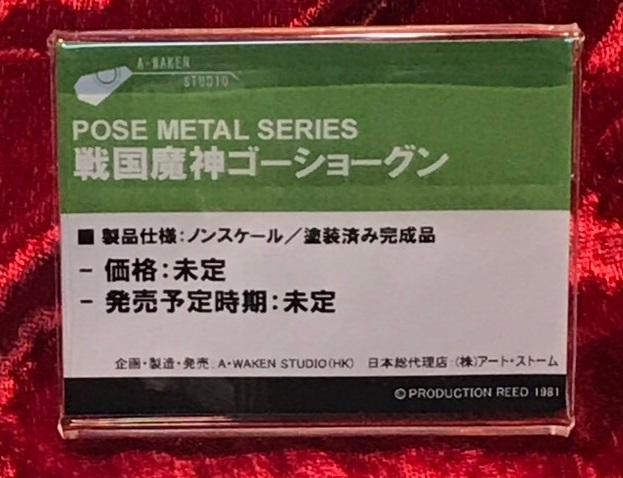 A-WAKEN
STUDIO
POSE METAL SERIES
戦国魔神ゴーショーグン
■ 製品仕様:ノンスケール/塗装済み完成品
- 価格:未定
- 発売予定時期:未定
企画・製造・発売:A・WAKEN STUDIO(HK) 日本総代理店:(株)アート・ストーム
©PRODUCTION REED 1981